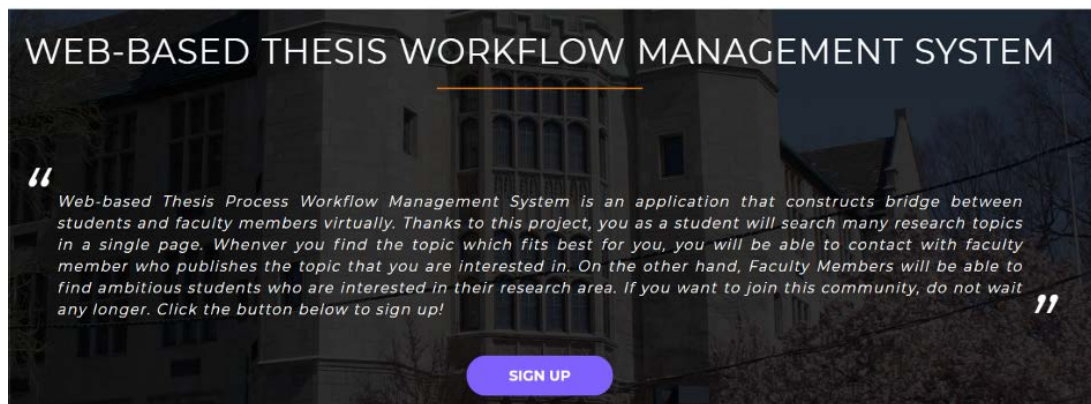 WEB-BASED THESIS WORKFLOW MANAGEMENT SYSTEM
“
Web-based Thesis Process Workflow Management System is an application that constructs bridge between
students and faculty members virtually. Thanks to this project, you as a student will search many research topics
in a single page. Whenver you find the topic which fits best for you, you will be able to contact with faculty
member who publishes the topic that you are interested in. On the other hand, Faculty Members will be able to
find ambitious students who are interested in their research area. If you want to join this community, do not wait
any longer. Click the button below to sign up!
”
SIGN UP